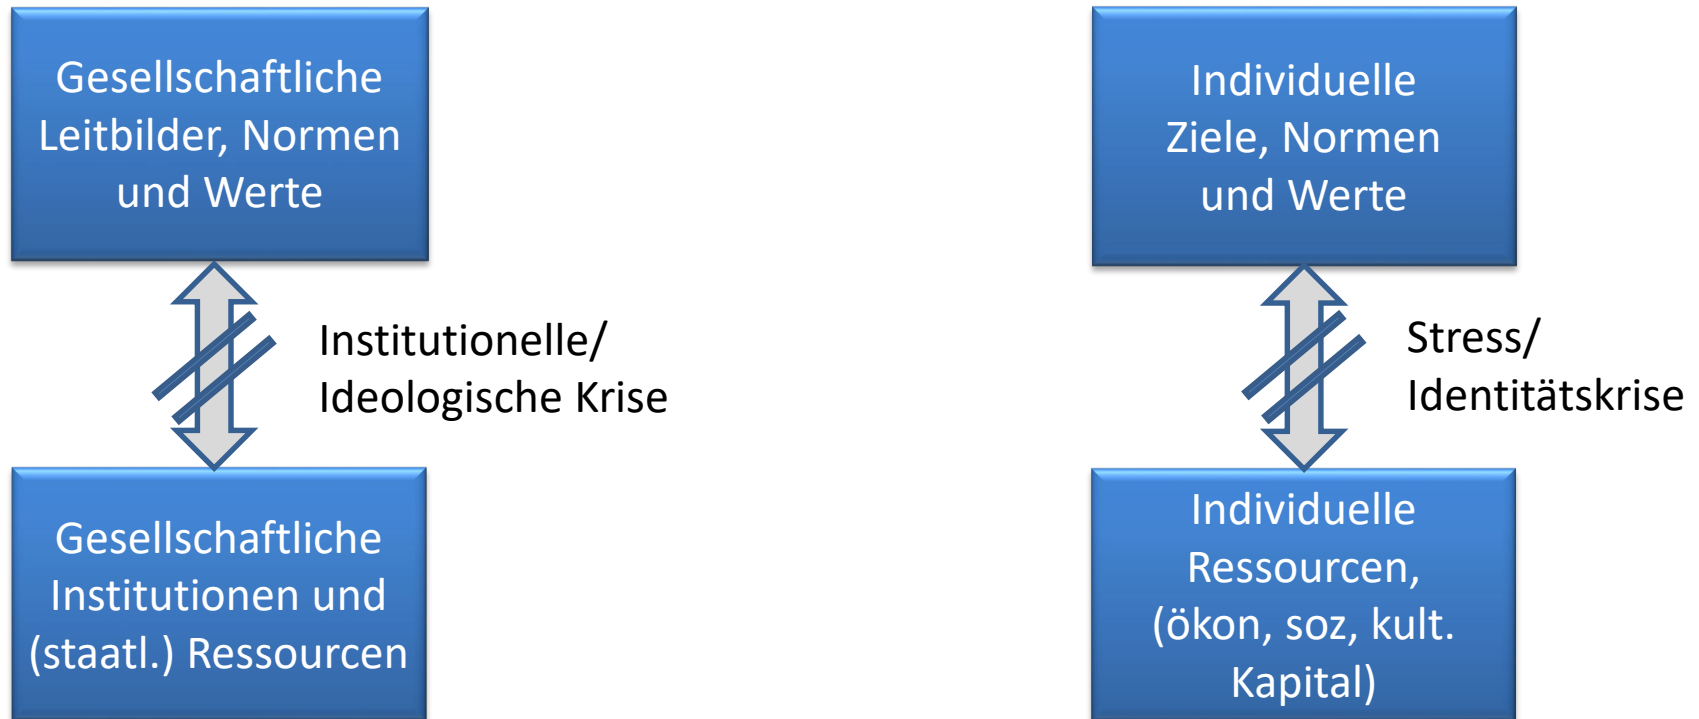 Gesellschaftliche
Leitbilder, Normen
und Werte
Institutionelle/
Ideologische Krise
Gesellschaftliche
Institutionen und
(staatl.) Ressourcen
Individuelle
Ziele, Normen
und Werte
Stress/
Identitätskrise
Individuelle
Ressourcen,
(ökon, soz, kult.
Kapital)